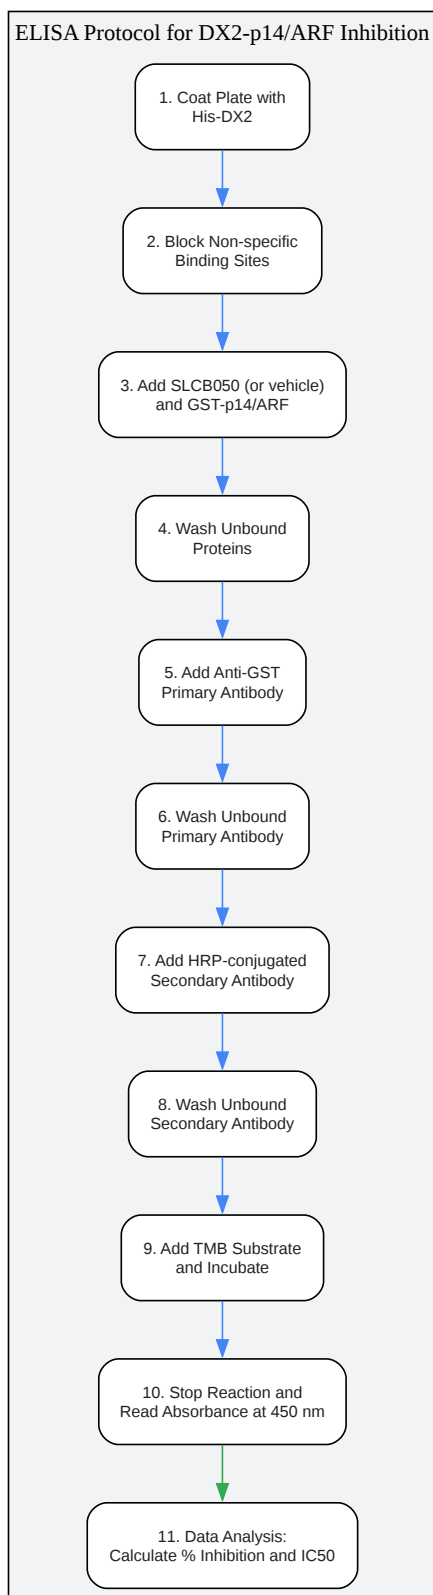 ELISA Protocol for DX2-p14/ARF Inhibition
1. Coat Plate with
His-DX2
2. Block Non-specific
Binding Sites
3. Add SLCB050 (or vehicle)
and GST-p14/ARF
4. Wash Unbound
Proteins
5. Add Anti-GST
Primary Antibody
6. Wash Unbound
Primary Antibody
7. Add HRP-conjugated
Secondary Antibody
8. Wash Unbound
Secondary Antibody
9. Add TMB Substrate
and Incubate
10. Stop Reaction and
Read Absorbance at 450 nm
11. Data Analysis:
Calculate % Inhibition and IC50